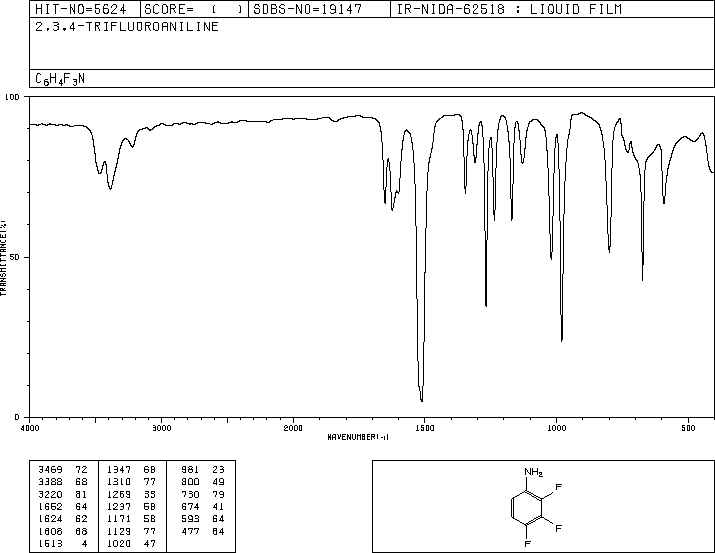 HIT-NO=5624 SCORE= ( ) SDBS-NO=19147 IR-NIDA-62518 : LIQUID FILM
2,3,4-TRIFLUOROANILINE
C6H4F3N
100
50
0
TRANSMITTANCE(%)
4000 3000 2000 1500 1000 500
WAVENUMBER(-1)
3469 72 1347 68 981 23
3388 68 1310 77 800 49
3220 81 1269 33 730 79
1652 64 1237 58 674 41
1624 62 1171 58 593 64
1606 66 1129 77 477 84
1513 4 1020 47
NH2
F
F
F